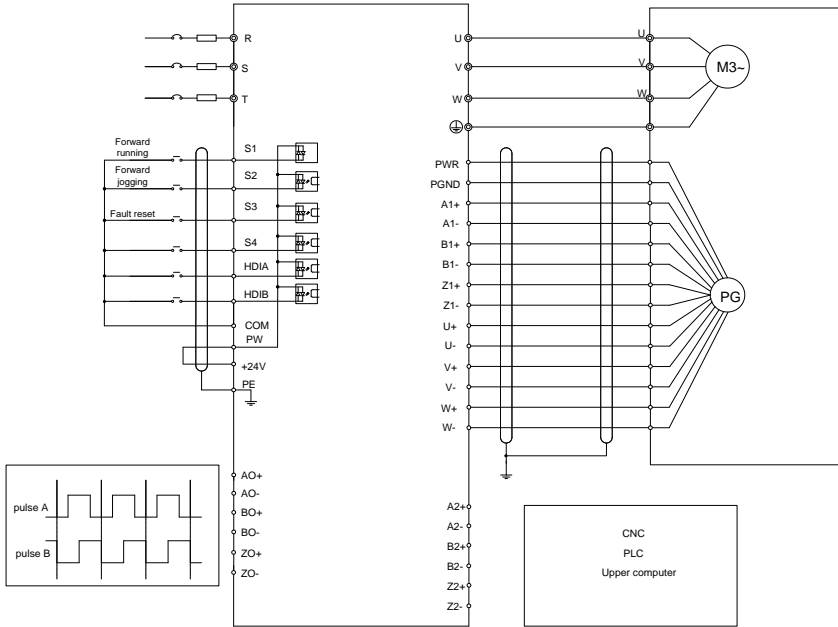 R
S
T
Forward
running
Forward
jogging
Fault reset
S1
S2
S3
S4
HDIA
HDIB
COM
PW
+24V
PE
AO+
AO-
BO+
BO-
ZO+
ZO-
pulse A
pulse B
U
V
W
U
V
W
M3~
PWR
PGND
A1+
A1-
B1+
B1-
Z1+
Z1-
U+
U-
V+
V-
W+
W-
PG
A2+
A2-
B2+
B2-
Z2+
Z2-
CNC
PLC
Upper computer